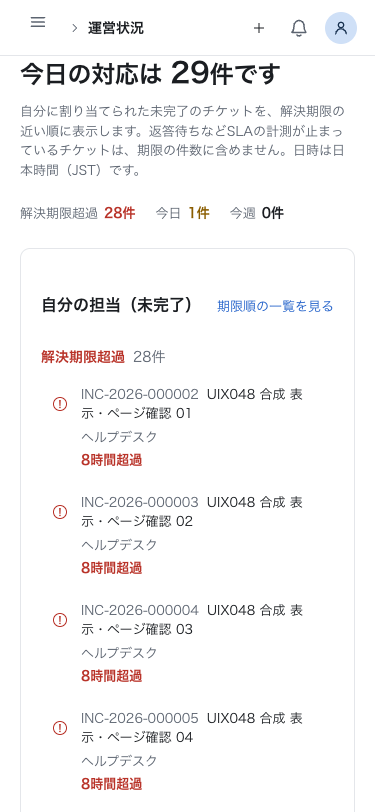 運営状況
今日の対応は 29件です
自分に割り当てられた未完了のチケットを、解決期限の
近い順に表示します。返答待ちなどSLAの計測が止まっ
ているチケットは、期限の件数に含めません。日時は日
本時間（JST）です。
解決期限超過 28件 今日 1件 今週 0件
自分の担当（未完了） 期限順の一覧を見る
解決期限超過 28件
INC-2026-000002 UIX048 合成 表
示・ページ確認 01
ヘルプデスク
8時間超過
INC-2026-000003 UIX048 合成 表
示・ページ確認 02
ヘルプデスク
8時間超過
INC-2026-000004 UIX048 合成 表
示・ページ確認 03
ヘルプデスク
8時間超過
INC-2026-000005 UIX048 合成 表
示・ページ確認 04
ヘルプデスク
8時間超過